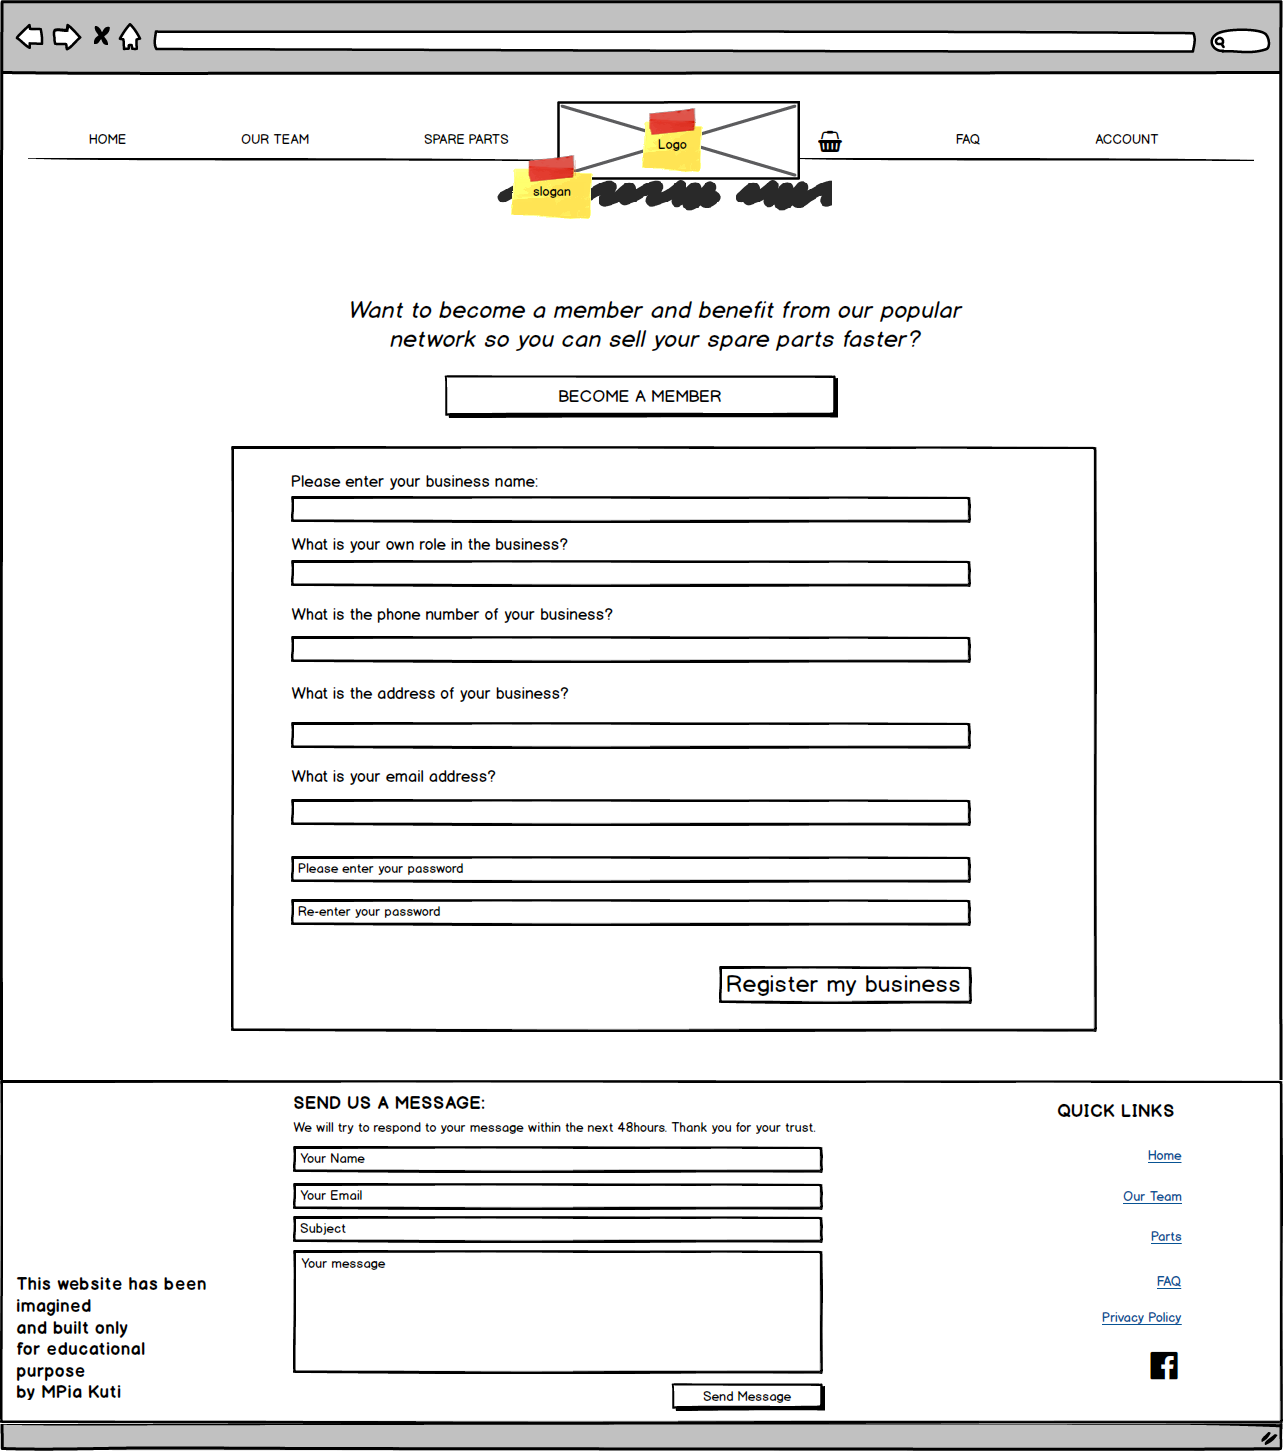 HOME
OUR TEAM
SPARE PARTS
Logo
FAQ
ACCOUNT
slogan
Want to become a member and benefit from our popular
network so you can sell your spare parts faster?
BECOME A MEMBER
Please enter your business name:
What is your own role in the business?
What is the phone number of your business?
What is the address of your business?
What is your email address?
Please enter your password
Re-enter your password
Register my business
SEND US A MESSAGE:
We will try to respond to your message within the next 48hours. Thank you for your trust.
Your Name
Your Email
Subject
Your message
Send Message
QUICK LINKS
Home
Our Team
Parts
FAQ
Privacy Policy
This website has been
imagined
and built only
for educational
purpose
by MPia Kuti